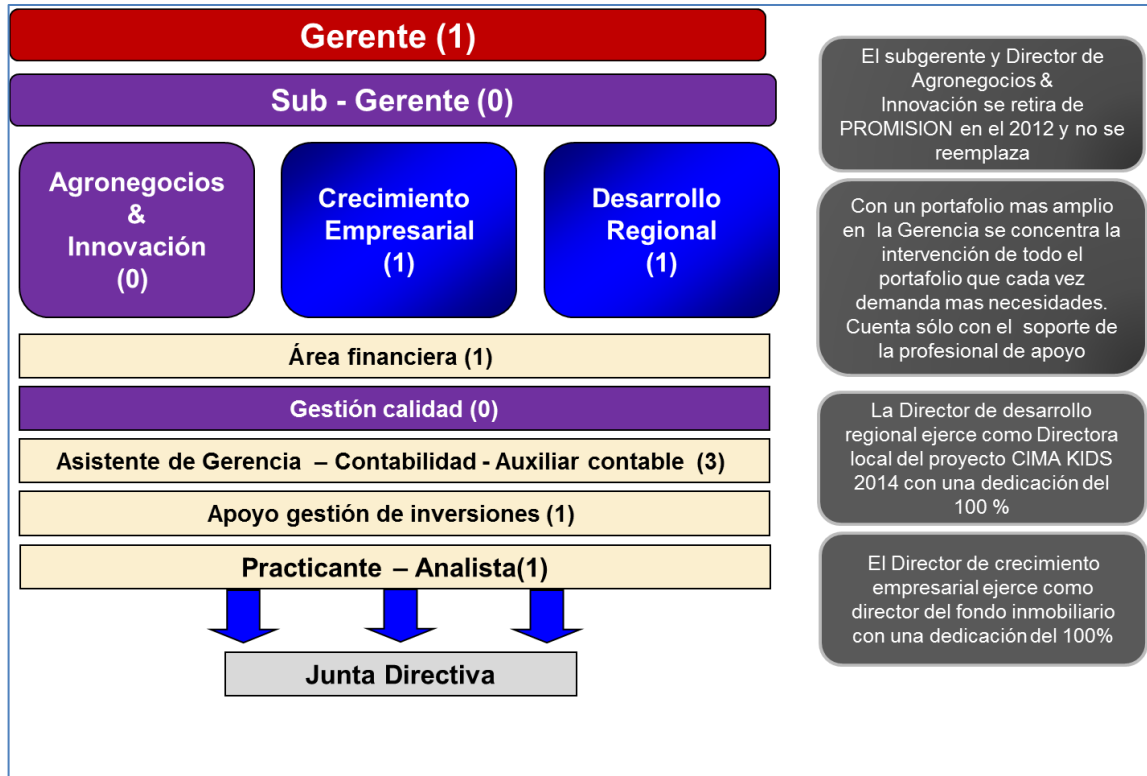 Gerente (1)
Sub - Gerente (0)
Agronegocios
&
Innovación
(0)
Crecimiento
Empresarial
(1)
Desarrollo
Regional
(1)
Área financiera (1)
Gestión calidad (0)
Asistente de Gerencia – Contabilidad - Auxiliar contable (3)
Apoyo gestión de inversiones (1)
Practicante – Analista(1)
Junta Directiva
El subgerente y Director de
Agronegocios &
Innovación se retira de
PROMISION en el 2012 y no se
reemplaza
Con un portafolio mas amplio
en la Gerencia se concentra la
intervención de todo el
portafolio que cada vez
demanda mas necesidades.
Cuenta sólo con el soporte de
la profesional de apoyo
La Director de desarrollo
regional ejerce como Directora
local del proyecto CIMA KIDS
2014 con una dedicación del
100 %
El Director de crecimiento
empresarial ejerce como
director del fondo inmobiliario
con una dedicación del 100%